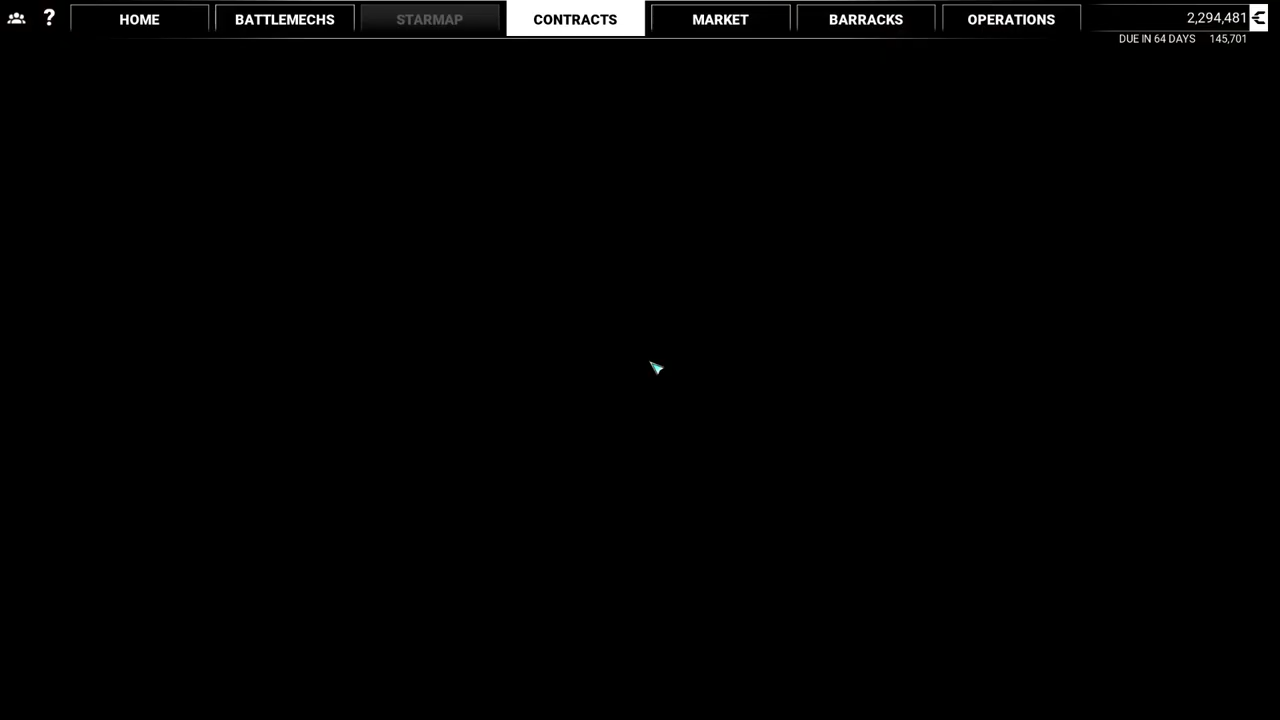 ? HOME BATTLEMECHS STARMAP CONTRACTS MARKET BARRACKS OPERATIONS 2,294,481
DUE IN 64 DAYS 145,701